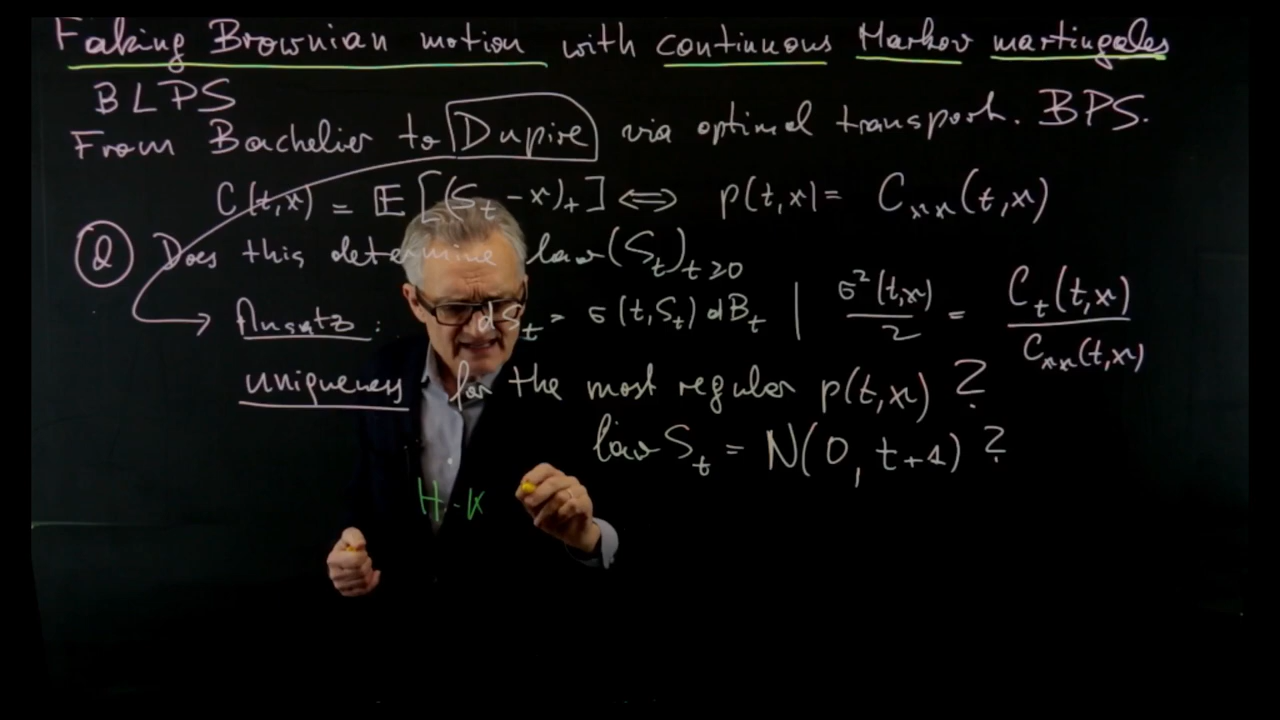 Faking Brownian motion with continuous Markov martingales
BLPS
From Bachelier to Dupire via optimal transport. BPS.
C(t,x) = 𝔼[(S_t - x)_+] ⟺ p(t,x) = C_xx(t,x)
Q Does this determine law (S_t)_t≥0
Ansatz: dS_t = σ(t,S_t) dB_t | σ²(t,x)/2 = C_t(t,x)/C_xx(t,x)
uniqueness for the most regular p(t,x) ?
law S_t = N(0, t+1) ?
H-K